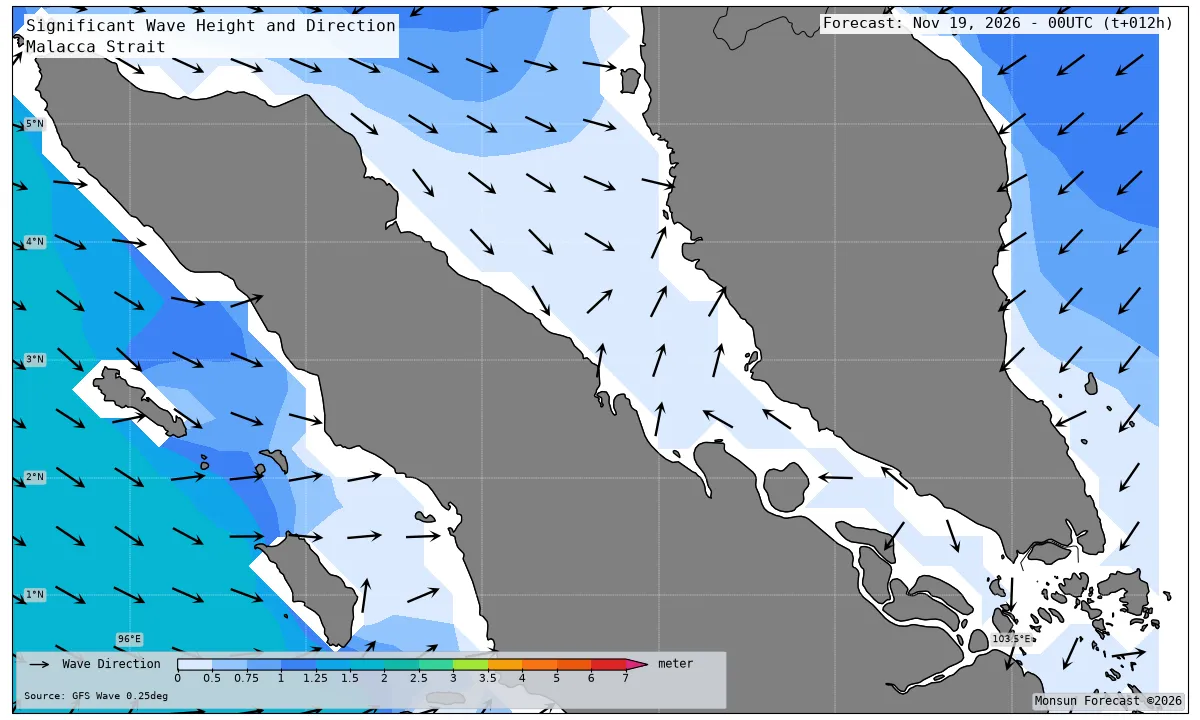 Significant Wave Height and Direction
Malacca Strait
Forecast: Nov 19, 2026 - 00UTC (t+012h)
5°N
4°N
3°N
2°N
1°N
96°E
103.5°E
Wave Direction
meter
0 0.5 0.75 1 1.25 1.5 2 2.5 3 3.5 4 5 6 7
Source: GFS Wave 0.25deg
Monsun Forecast ©2026